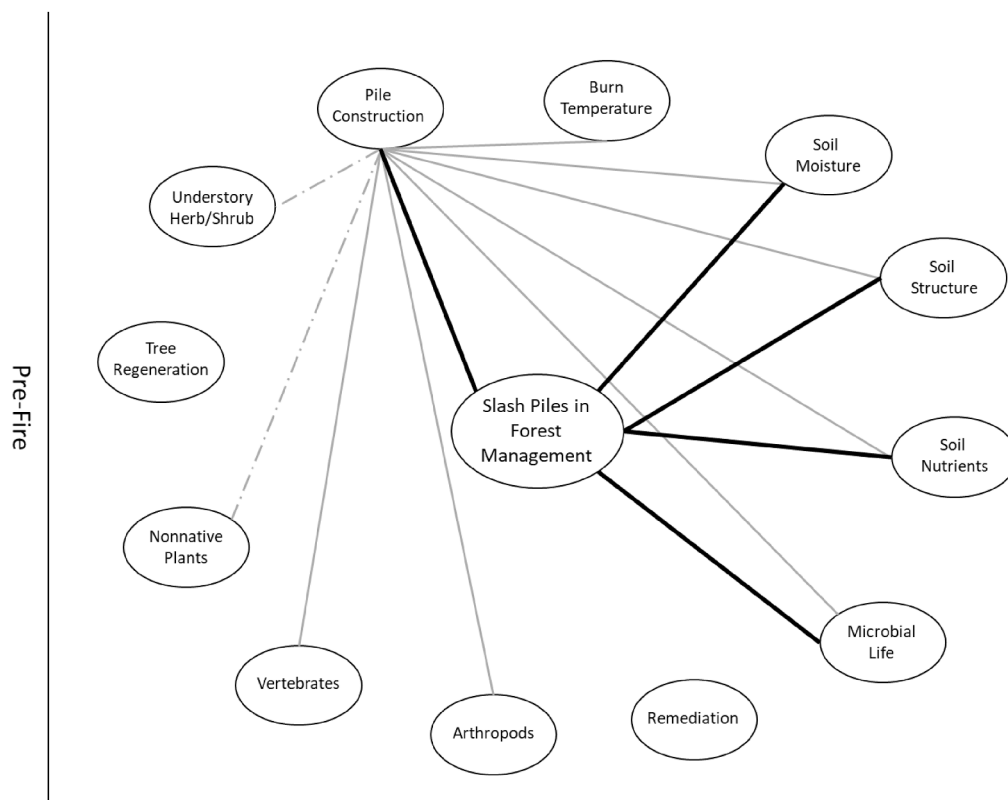 Pre-Fire
Pile
Construction
Burn
Temperature
Soil
Moisture
Understory
Herb/Shrub
Soil
Structure
Tree
Regeneration
Slash Piles in
Forest
Management
Soil
Nutrients
Nonnative
Plants
Microbial
Life
Vertebrates
Arthropods
Remediation